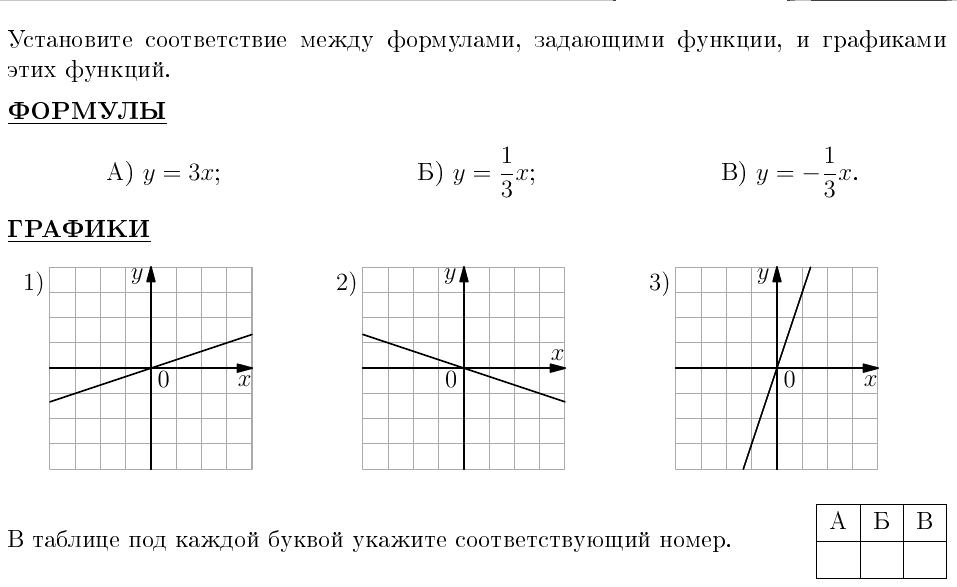 Установите соответствие между формулами, задающими функции, и графиками
этих функций.
ФОРМУЛЫ
А) y = 3x; Б) y = 1/3 x; В) y = −1/3 x.
ГРАФИКИ
1) y 0 x
2) y 0 x
3) y 0 x
В таблице под каждой буквой укажите соответствующий номер.
А Б В